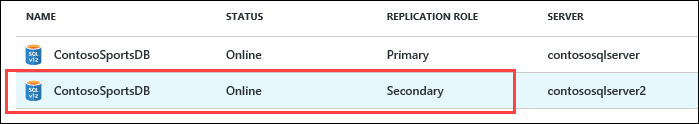 NAME STATUS REPLICATION ROLE SERVER
SQL v12 ContosoSportsDB Online Primary contososqlserver
SQL v12 ContosoSportsDB Online Secondary contososqlserver2